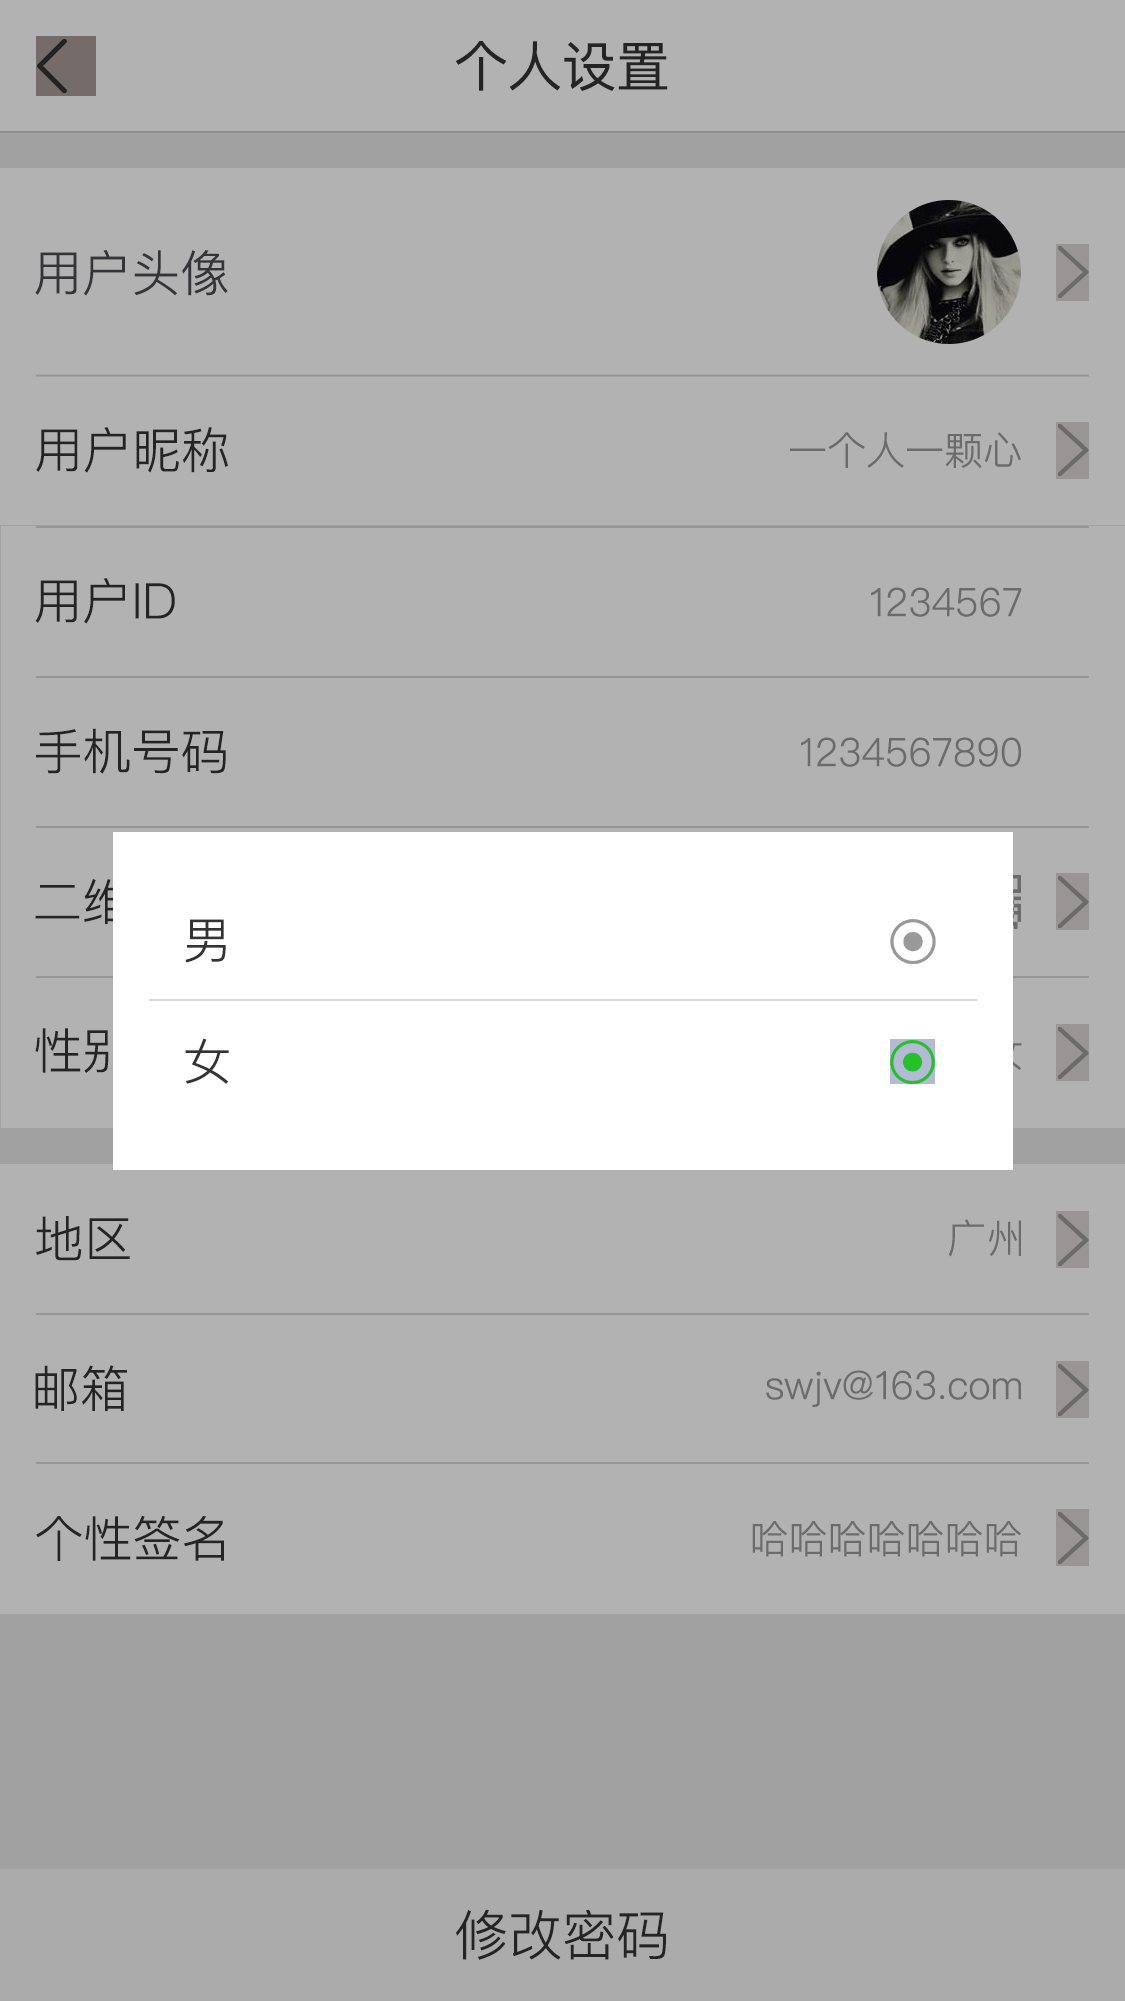 个人设置
用户头像
用户昵称 一个人一颗心
用户ID 1234567
手机号码 1234567890
二维
男
性别
女
地区 广州
邮箱 swjv@163.com
个性签名 哈哈哈哈哈哈哈
修改密码